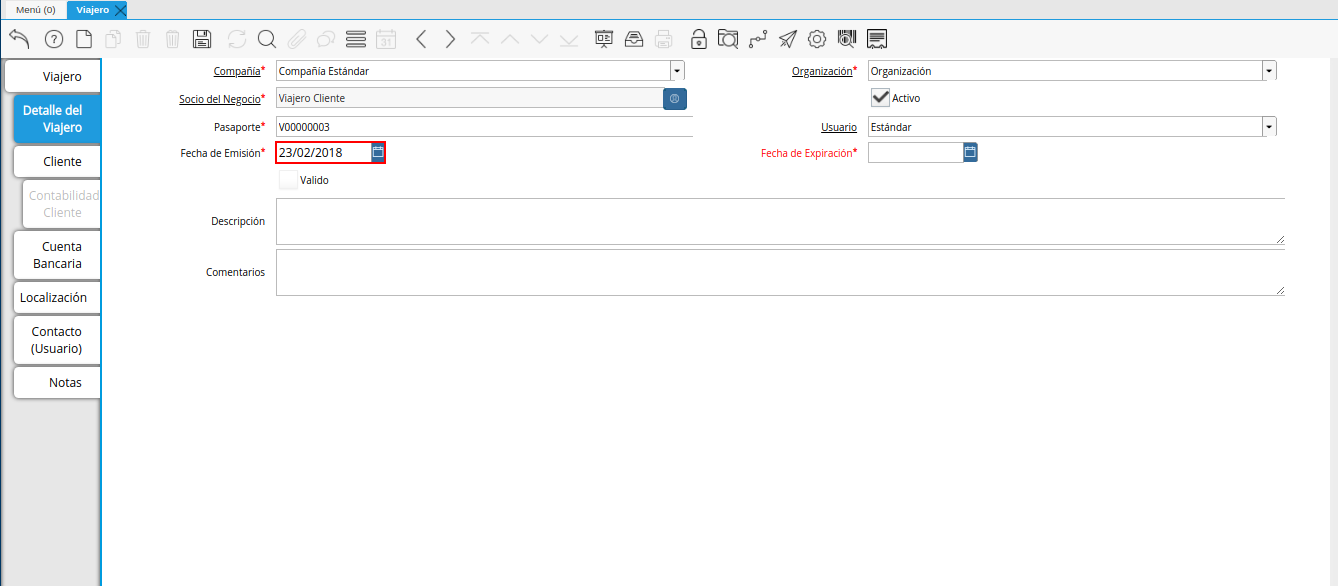 Menú (0)
Viajero
31
Viajero
Detalle del
Viajero
Cliente
Contabilidad
Cliente
Cuenta
Bancaria
Localización
Contacto
(Usuario)
Notas
Compañía* Compañía Estándar
Organización* Organización
Socio del Negocio* Viajero Cliente
Activo
Pasaporte* V00000003
Usuario Estándar
Fecha de Emisión* 23/02/2018
Fecha de Expiración*
Valido
Descripción
Comentarios